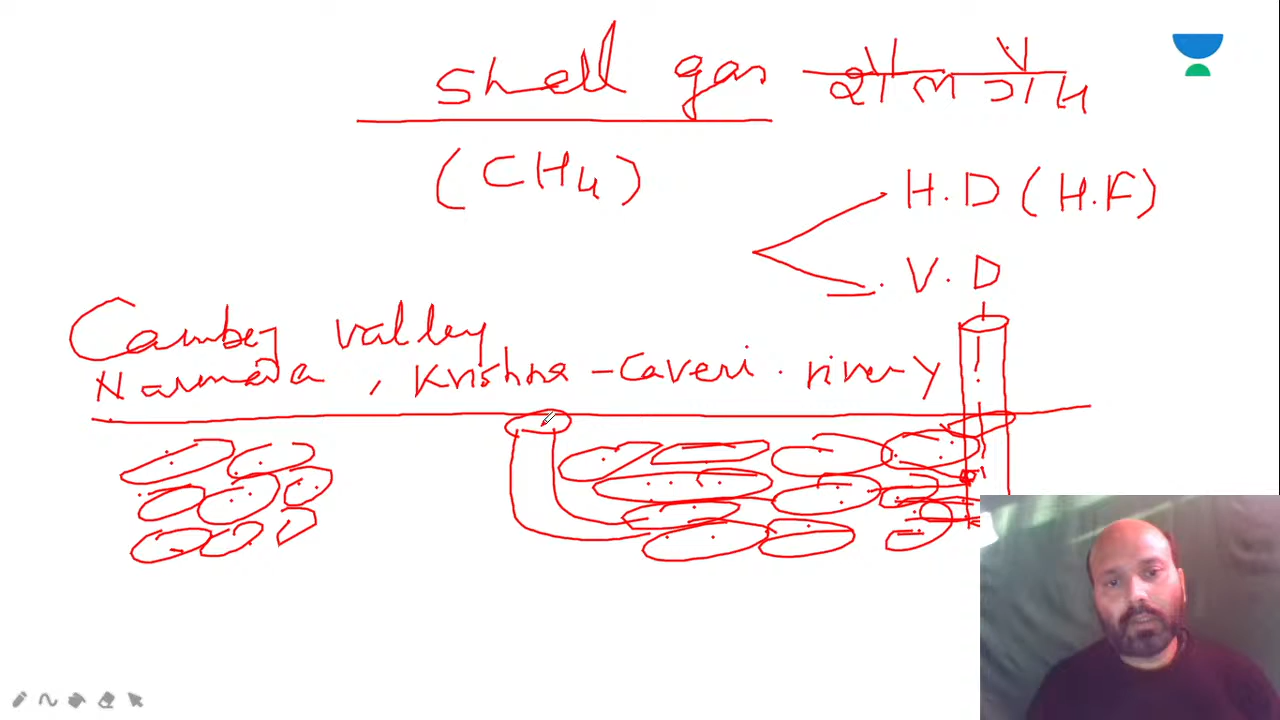 Shell gas शैल गैस
(CH4)
H.D (H.F)
V.D
Cambey valley
Narmada, Krishna - Caveri. river y